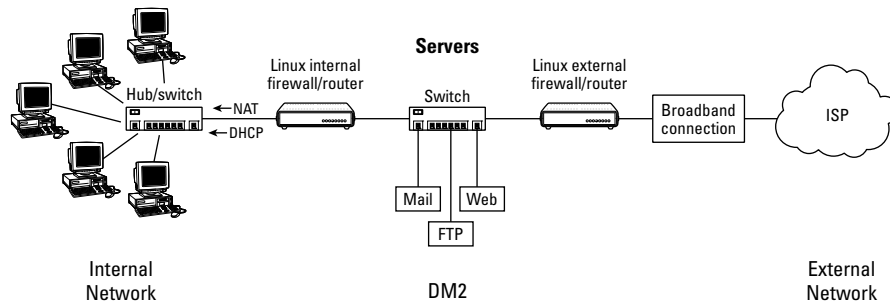 Servers
Linux internal
firewall/router
Linux external
firewall/router
Hub/switch
NAT
DHCP
Switch
Broadband
connection
ISP
Mail
Web
FTP
Internal
Network
DM2
External
Network